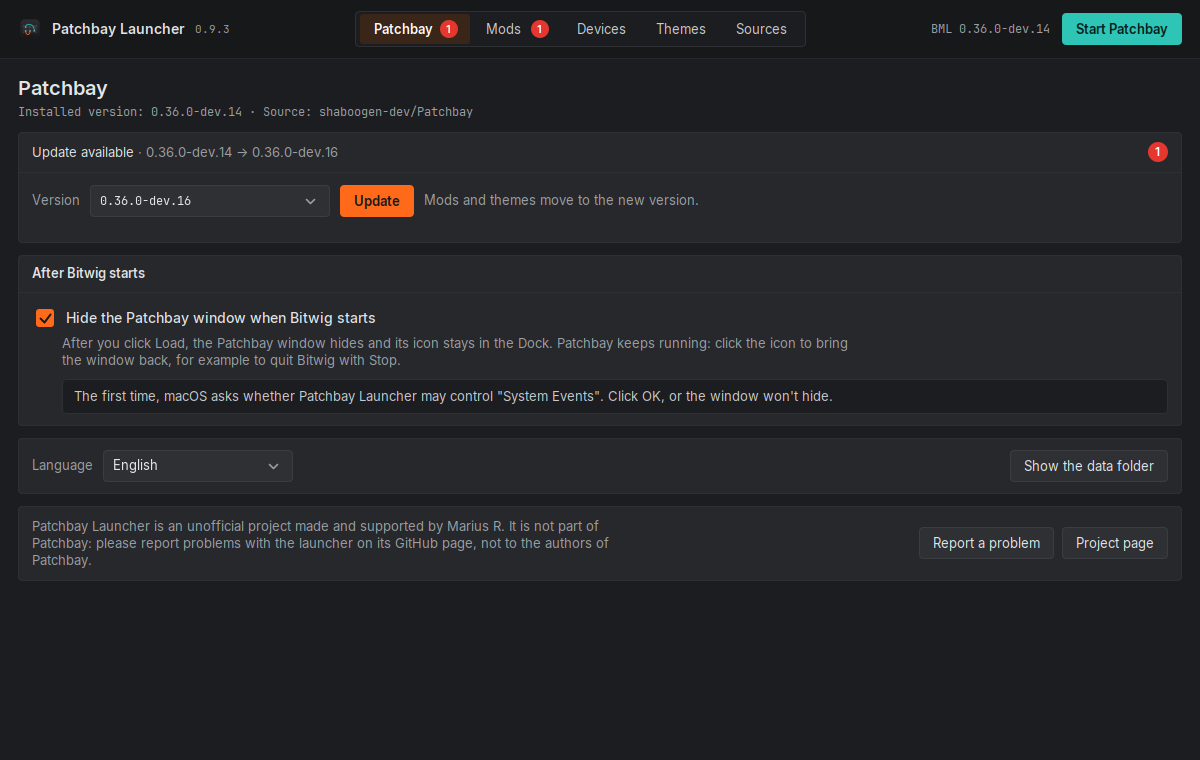 Patchbay Launcher 0.9.3
Patchbay 1 Mods 1 Devices Themes Sources
BML 0.36.0-dev.14 Start Patchbay
Patchbay
Installed version: 0.36.0-dev.14 · Source: shaboogen-dev/Patchbay
Update available · 0.36.0-dev.14 → 0.36.0-dev.16 1
Version 0.36.0-dev.16 Update Mods and themes move to the new version.
After Bitwig starts
Hide the Patchbay window when Bitwig starts
After you click Load, the Patchbay window hides and its icon stays in the Dock. Patchbay keeps running: click the icon to bring
the window back, for example to quit Bitwig with Stop.
The first time, macOS asks whether Patchbay Launcher may control "System Events". Click OK, or the window won't hide.
Language English Show the data folder
Patchbay Launcher is an unofficial project made and supported by Marius R. It is not part of
Patchbay: please report problems with the launcher on its GitHub page, not to the authors of
Patchbay.
Report a problem Project page